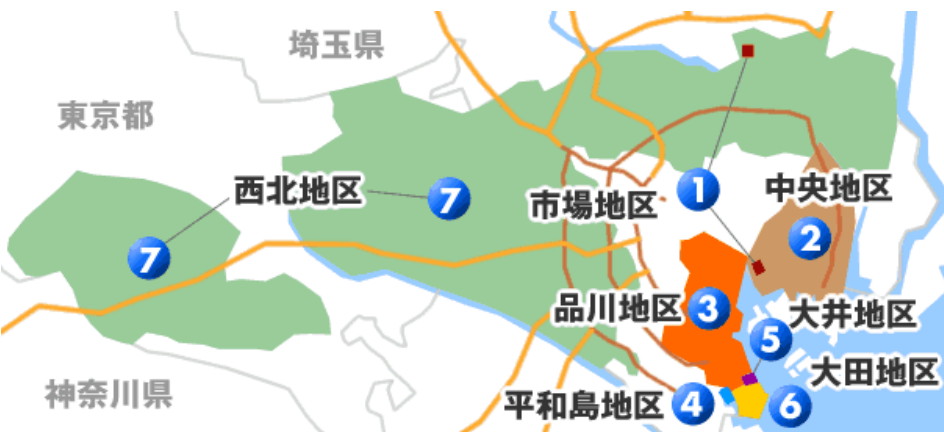 埼玉県
東京都
西北地区
7
7
市場地区
1
中央地区
2
品川地区
3
大井地区
5
大田地区
6
平和島地区
4
神奈川県